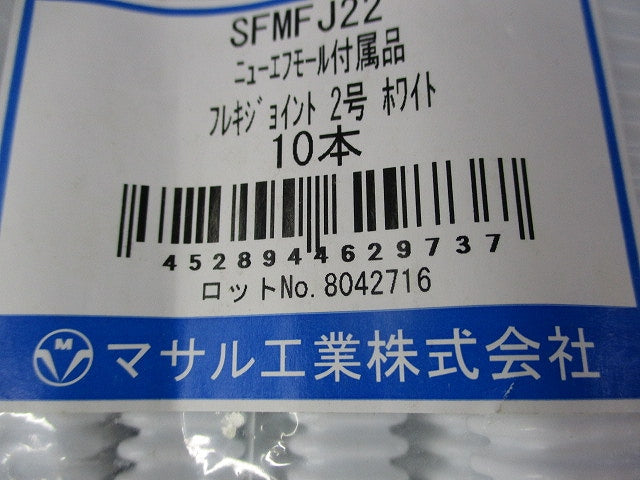 SFMFJ22
ﾆｭｰｴﾌﾓｰﾙ付属品
ﾌﾚｷｼﾞｮｲﾝﾄ 2号 ﾎﾜｲﾄ
10本
4528944629737
ロットNo.8042716
M マサル工業株式会社